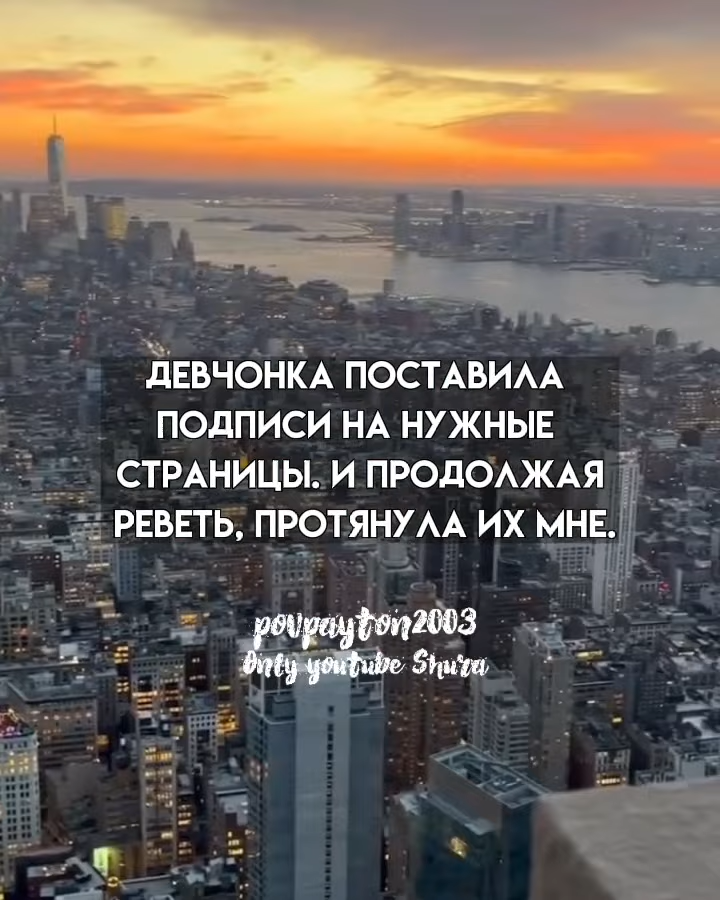 ДЕВЧОНКА ПОСТАВИЛА
ПОДПИСИ НА НУЖНЫЕ
СТРАНИЦЫ. И ПРОДОЛЖАЯ
РЕВЕТЬ, ПРОТЯНУЛА ИХ МНЕ.
povpayton2003
Only youtube Shura